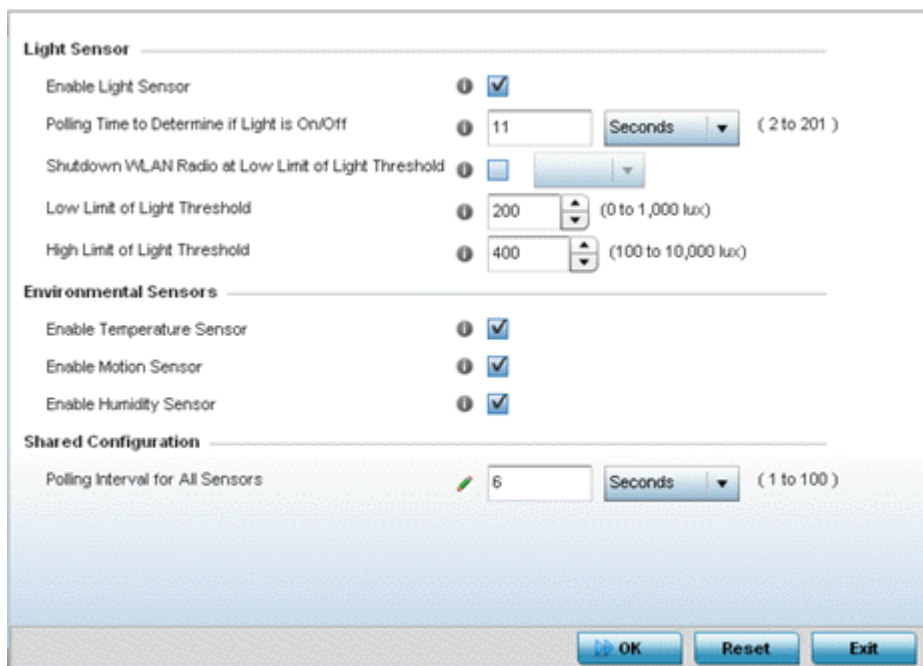 Light Sensor
Enable Light Sensor
Polling Time to Determine if Light is On/Off 11 Seconds ( 2 to 201 )
Shutdown WLAN Radio at Low Limit of Light Threshold
Low Limit of Light Threshold 200 (0 to 1,000 lux)
High Limit of Light Threshold 400 (100 to 10,000 lux)
Environmental Sensors
Enable Temperature Sensor
Enable Motion Sensor
Enable Humidity Sensor
Shared Configuration
Polling Interval for All Sensors 6 Seconds ( 1 to 100 )
OK Reset Exit